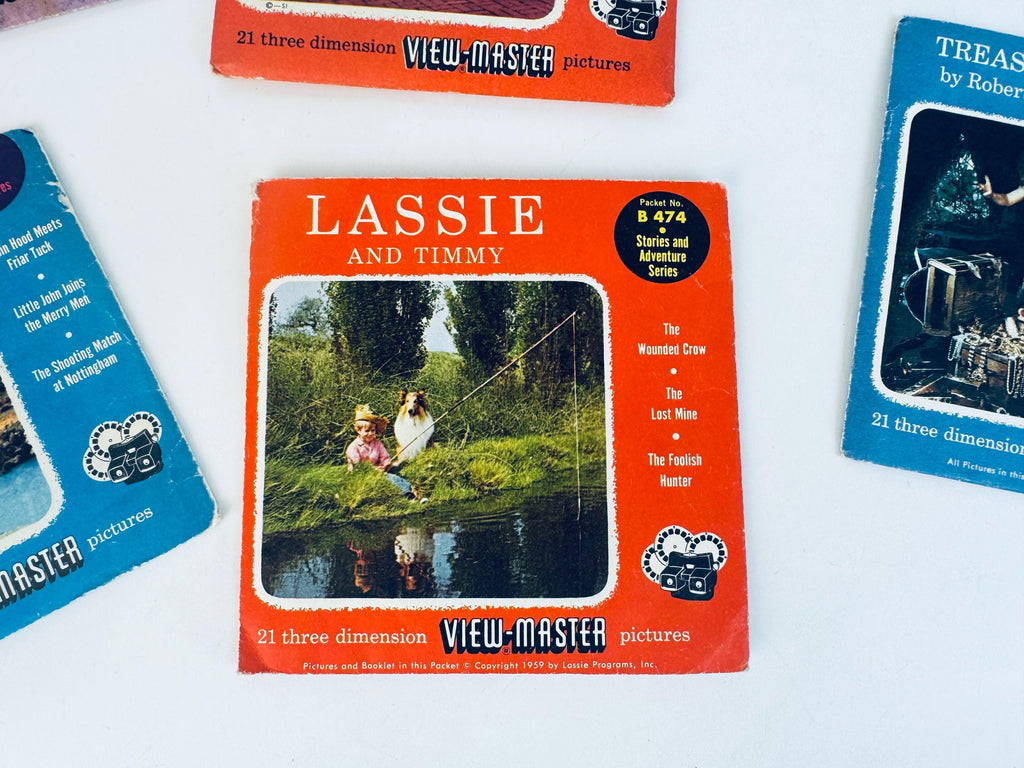 21 three dimension VIEW-MASTER pictures
TREAS
by Rober
in Hood Meets
Friar Tuck
•
Little John Joins
the Merry Men
•
The Shooting Match
at Nottingham
MASTER pictures
LASSIE
AND TIMMY
Packet No.
B 474
•
Stories and
Adventure
Series
The
Wounded Crow
•
The
Lost Mine
•
The Foolish
Hunter
21 three dimension VIEW-MASTER ® pictures
Pictures and Booklet in this Packet © Copyright 1959 by Lassie Programs, Inc.
21 three dimension
All Pictures in this